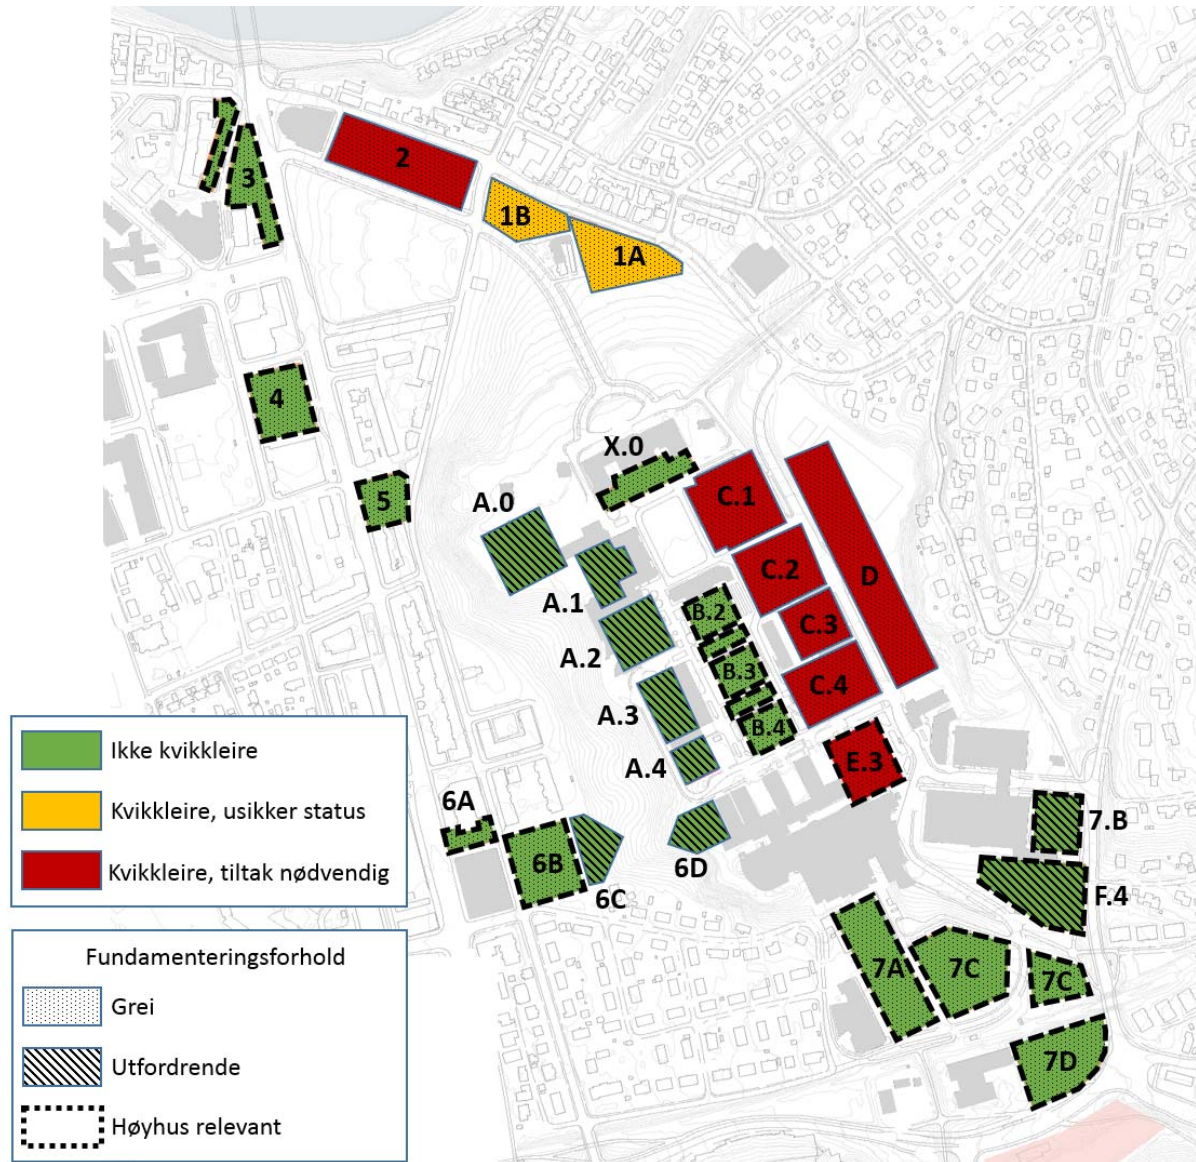 2
3
1B
1A
4
X.0
5
A.0
C.1
C.2
D
A.1
B.2
C.3
A.2
B.3
C.4
A.3
B.4
E.3
A.4
Ikke kvikkleire
Kvikkleire, usikker status
Kvikkleire, tiltak nødvendig
6A
7.B
6B
6D
6C
F.4
Fundamenteringsforhold
Grei
Utfordrende
Høyhus relevant
7A
7C
7C
7D